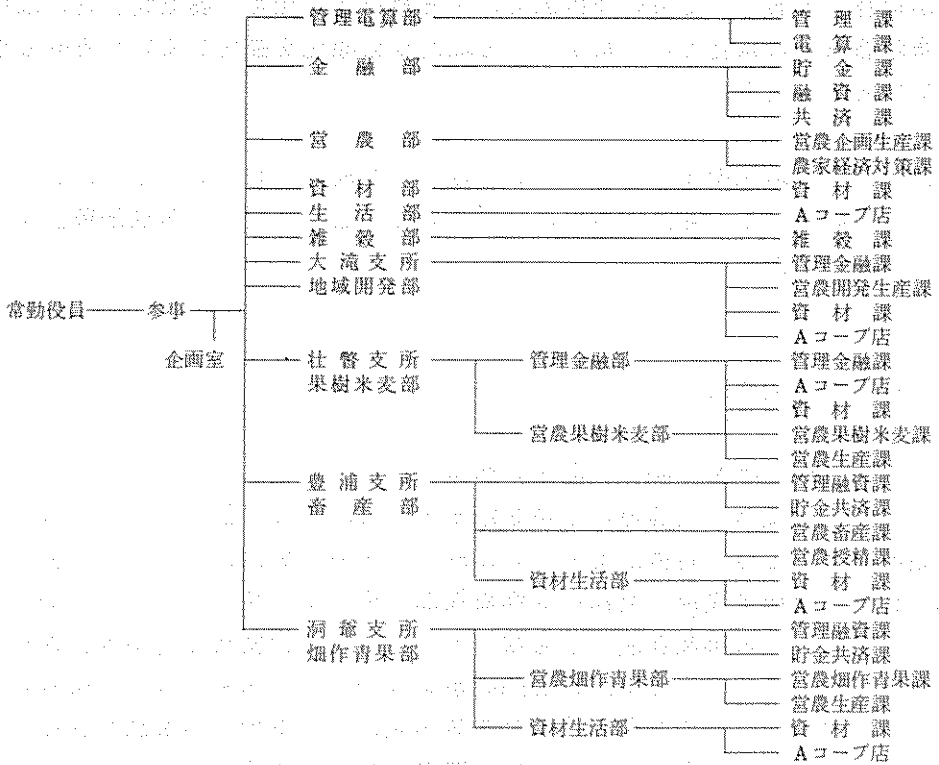 管理電算部 管理課
電算課
金融部 貯金課
融資課
共済課
営農部 営農企画生産課
農家経済対策課
資材部 資材課
生活部 Aコープ店
雑穀部 雑穀課
大滝支所 管理金融課
地域開発部 営農開発生産課
常勤役員 参事 資材課
Aコープ店
企画室 壮瞥支所 管理金融部 管理金融課
果樹米麦部 Aコープ店
資材課
営農果樹米麦部 営農果樹米麦課
営農生産課
豊浦支所 管理融資課
畜産部 貯金共済課
営農畜産課
営農授精課
資材生活部 資材課
Aコープ店
洞爺支所 管理融資課
畑作青果部 貯金共済課
営農畑作青果部 営農畑作青果課
営農生産課
資材生活部 資材課
Aコープ店